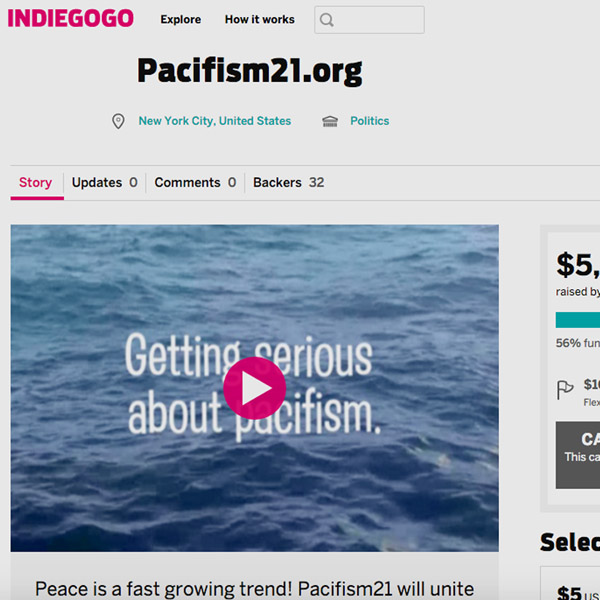 INDIEGOGO Explore How it works
Pacifism21.org
New York City, United States Politics
Story Updates 0 Comments 0 Backers 32
Getting serious
about pacifism.
$5,
raised by
56% fun
$10
Flex
CA
This ca
Selec
Peace is a fast growing trend! Pacifism21 will unite
$5 US